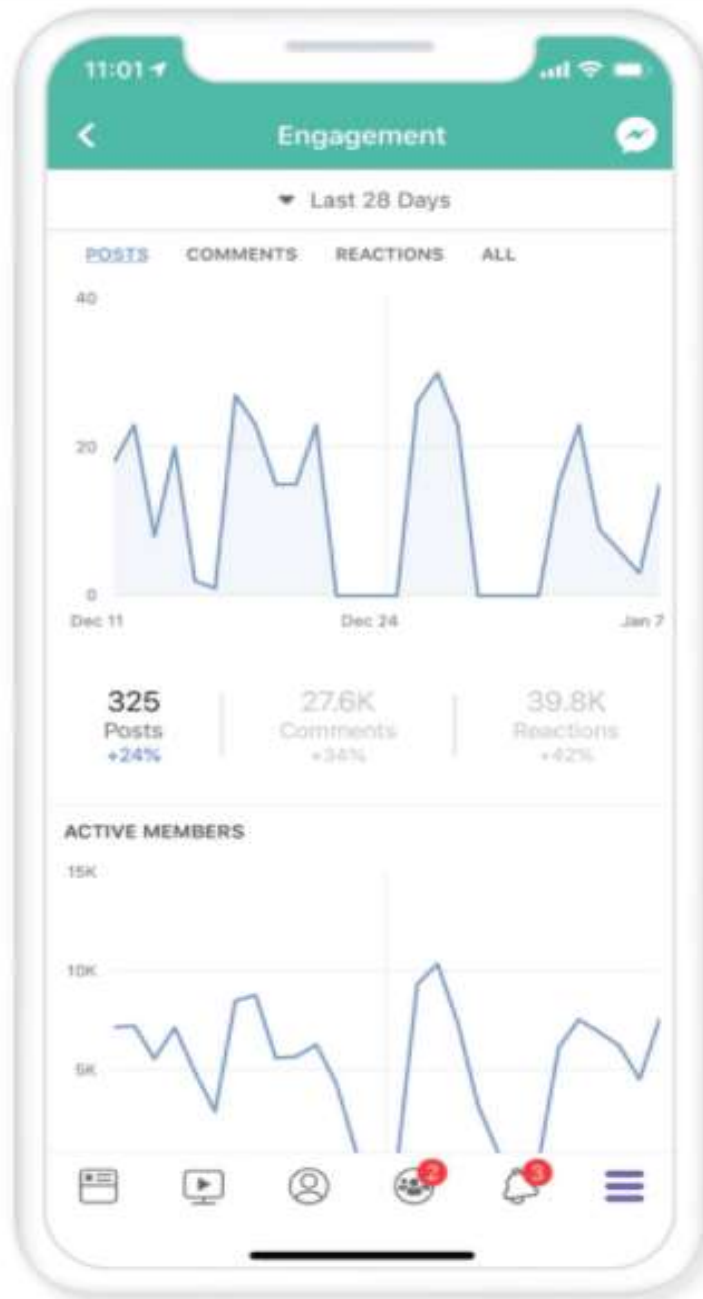 11:01
Engagement
Last 28 Days
POSTS COMMENTS REACTIONS ALL
40
20
0
Dec 11 Dec 24 Jan 7
325 27.6K 39.8K
Posts Comments Reactions
+24% +34% +42%
ACTIVE MEMBERS
15K
10K
5K
2 3